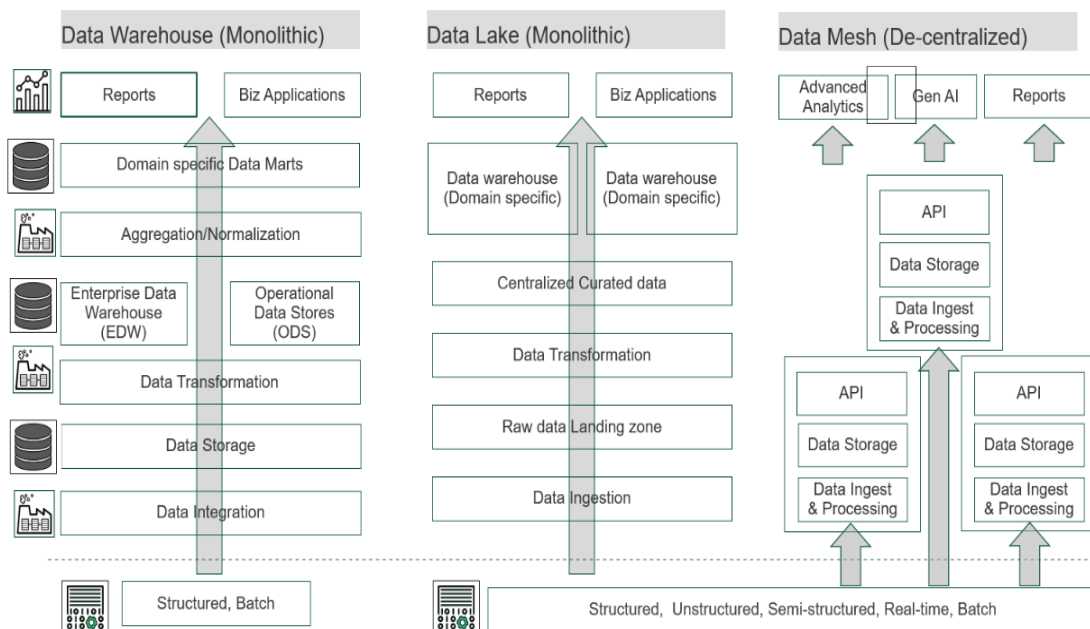 Data Warehouse (Monolithic)
Reports
Biz Applications
Domain specific Data Marts
Aggregation/Normalization
Enterprise Data
Warehouse
(EDW)
Operational
Data Stores
(ODS)
Data Transformation
Data Storage
Data Integration
Structured, Batch
Data Lake (Monolithic)
Reports
Biz Applications
Data warehouse
(Domain specific)
Data warehouse
(Domain specific)
Centralized Curated data
Data Transformation
Raw data Landing zone
Data Ingestion
Data Mesh (De-centralized)
Advanced
Analytics
Gen AI
Reports
API
Data Storage
Data Ingest
& Processing
API
Data Storage
Data Ingest
& Processing
API
Data Storage
Data Ingest
& Processing
Structured, Unstructured, Semi-structured, Real-time, Batch